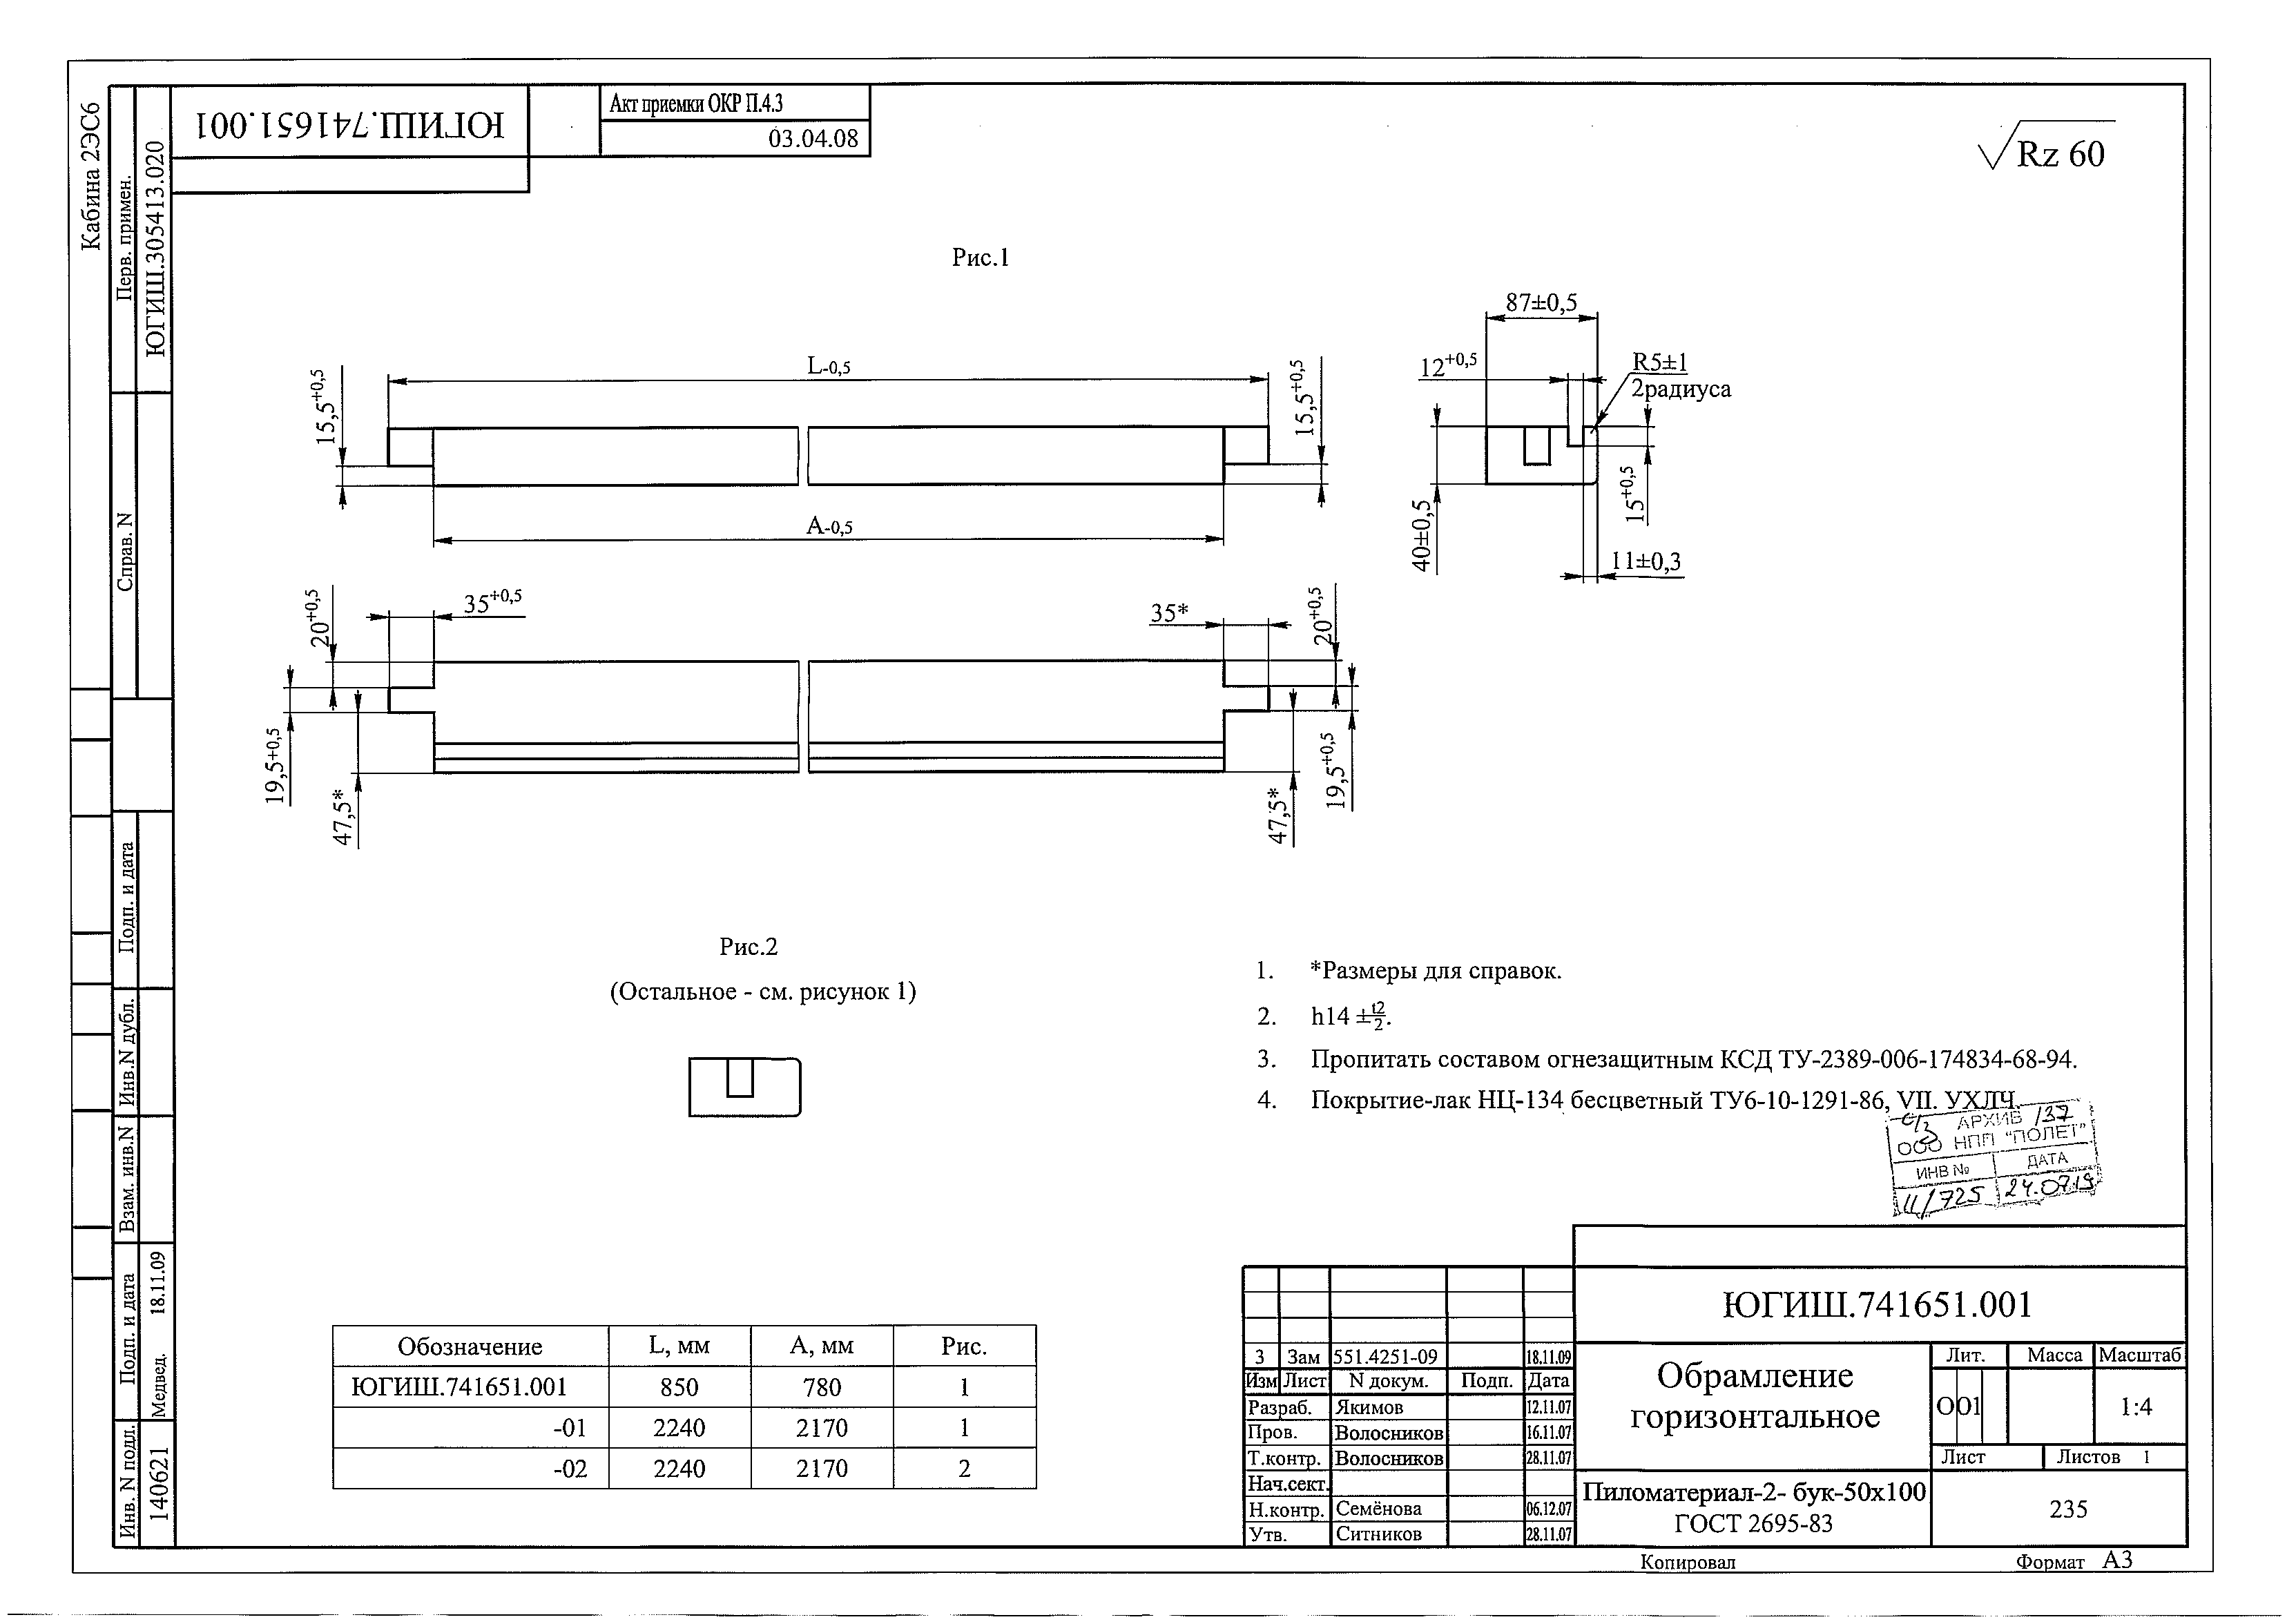 Кабина 2ЭС6
Перв. примен.
ЮГИШ.305413.020
Справ. N
Подп. и дата
Инв.N дубл.
Взам. инв.N
Подп. и дата
Медвед. 18.11.09
Инв. N подл.
140621
ЮГИШ.741651.001
Акт приемки ОКР П.4.3
03.04.08
Rz 60
Рис.1
L-0,5
15,5+0,5
15,5+0,5
А-0,5
87±0,5
12+0,5
R5±1
2радиуса
40±0,5
15+0,5
11±0,3
35+0,5
20+0,5
19,5+0,5
47,5*
35*
20+0,5
19,5+0,5
47,5*
Рис.2
(Остальное - см. рисунок 1)
1. *Размеры для справок.
2. h14 ±t2/2.
3. Пропитать составом огнезащитным КСД ТУ-2389-006-174834-68-94.
4. Покрытие-лак НЦ-134 бесцветный ТУ6-10-1291-86, VII. УХЛЧ.
АРХИВ 137
ООО НПП "ПОЛЕТ"
ИНВ № ДАТА
24.07.19
Обозначение L, мм А, мм Рис.
ЮГИШ.741651.001 850 780 1
-01 2240 2170 1
-02 2240 2170 2
ЮГИШ.741651.001
3 Зам 551.4251-09 18.11.09
Изм Лист N докум. Подп. Дата
Разраб. Якимов 12.11.07
Пров. Волосников 16.11.07
Т.контр. Волосников 28.11.07
Нач.сект.
Н.контр. Семёнова 06.12.07
Утв. Ситников 28.11.07
Обрамление
горизонтальное
Лит. Масса Масштаб
О О1 1:4
Лист Листов 1
Пиломатериал-2- бук-50х100
ГОСТ 2695-83
235
Копировал Формат А3